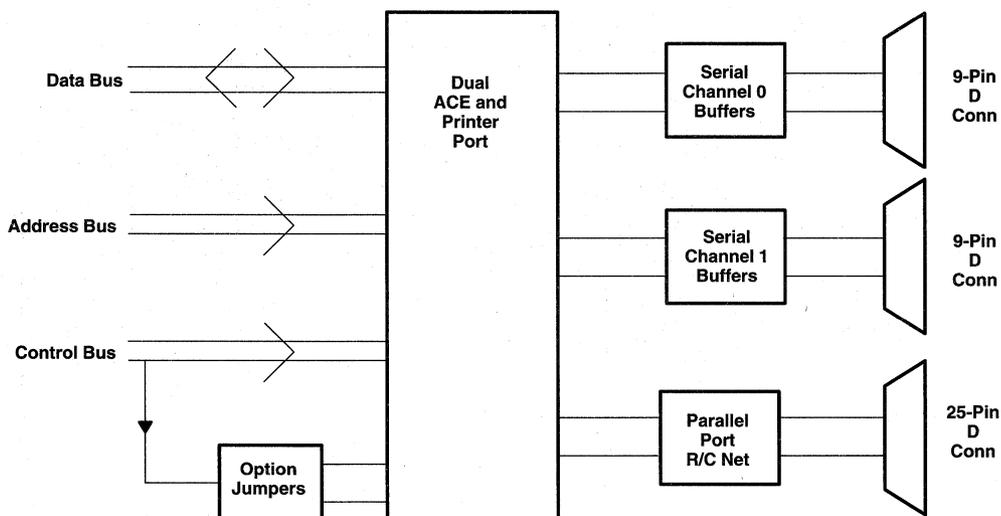 Data Bus
Address Bus
Control Bus
Option
Jumpers
Dual
ACE and
Printer
Port
Serial
Channel 0
Buffers
9-Pin
D
Conn
Serial
Channel 1
Buffers
9-Pin
D
Conn
Parallel
Port
R/C Net
25-Pin
D
Conn